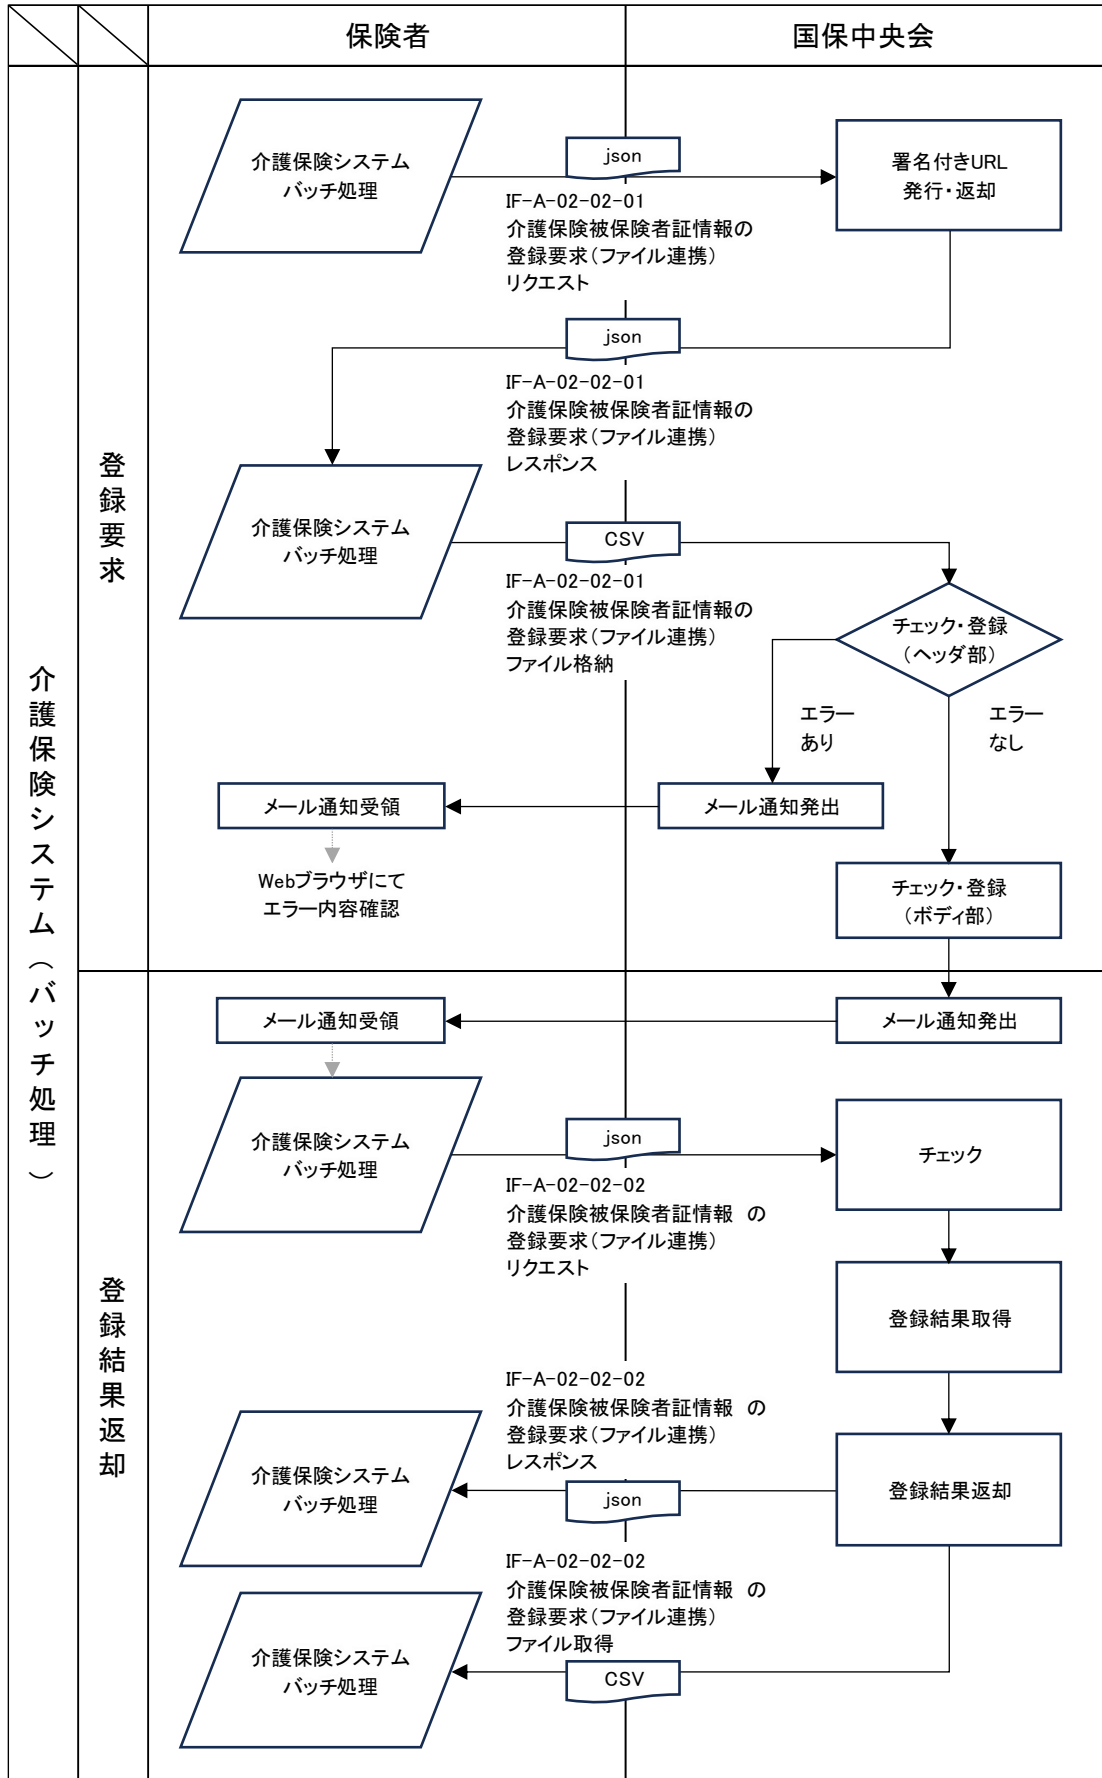 保険者
国保中央会
介護保険システム（バッチ処理）
登録要求
介護保険システム
バッチ処理
json
署名付きURL
発行・返却
IF-A-02-02-01
介護保険被保険者証情報の
登録要求（ファイル連携）
リクエスト
json
IF-A-02-02-01
介護保険被保険者証情報の
登録要求（ファイル連携）
レスポンス
介護保険システム
バッチ処理
CSV
IF-A-02-02-01
介護保険被保険者証情報の
登録要求（ファイル連携）
ファイル格納
チェック・登録
（ヘッダ部）
エラー
あり
エラー
なし
メール通知受領
メール通知発出
Webブラウザにて
エラー内容確認
チェック・登録
（ボディ部）
登録結果返却
メール通知受領
メール通知発出
介護保険システム
バッチ処理
json
チェック
IF-A-02-02-02
介護保険被保険者証情報　の
登録要求（ファイル連携）
リクエスト
登録結果取得
IF-A-02-02-02
介護保険被保険者証情報　の
登録要求（ファイル連携）
レスポンス
介護保険システム
バッチ処理
json
登録結果返却
IF-A-02-02-02
介護保険被保険者証情報　の
登録要求（ファイル連携）
ファイル取得
介護保険システム
バッチ処理
CSV